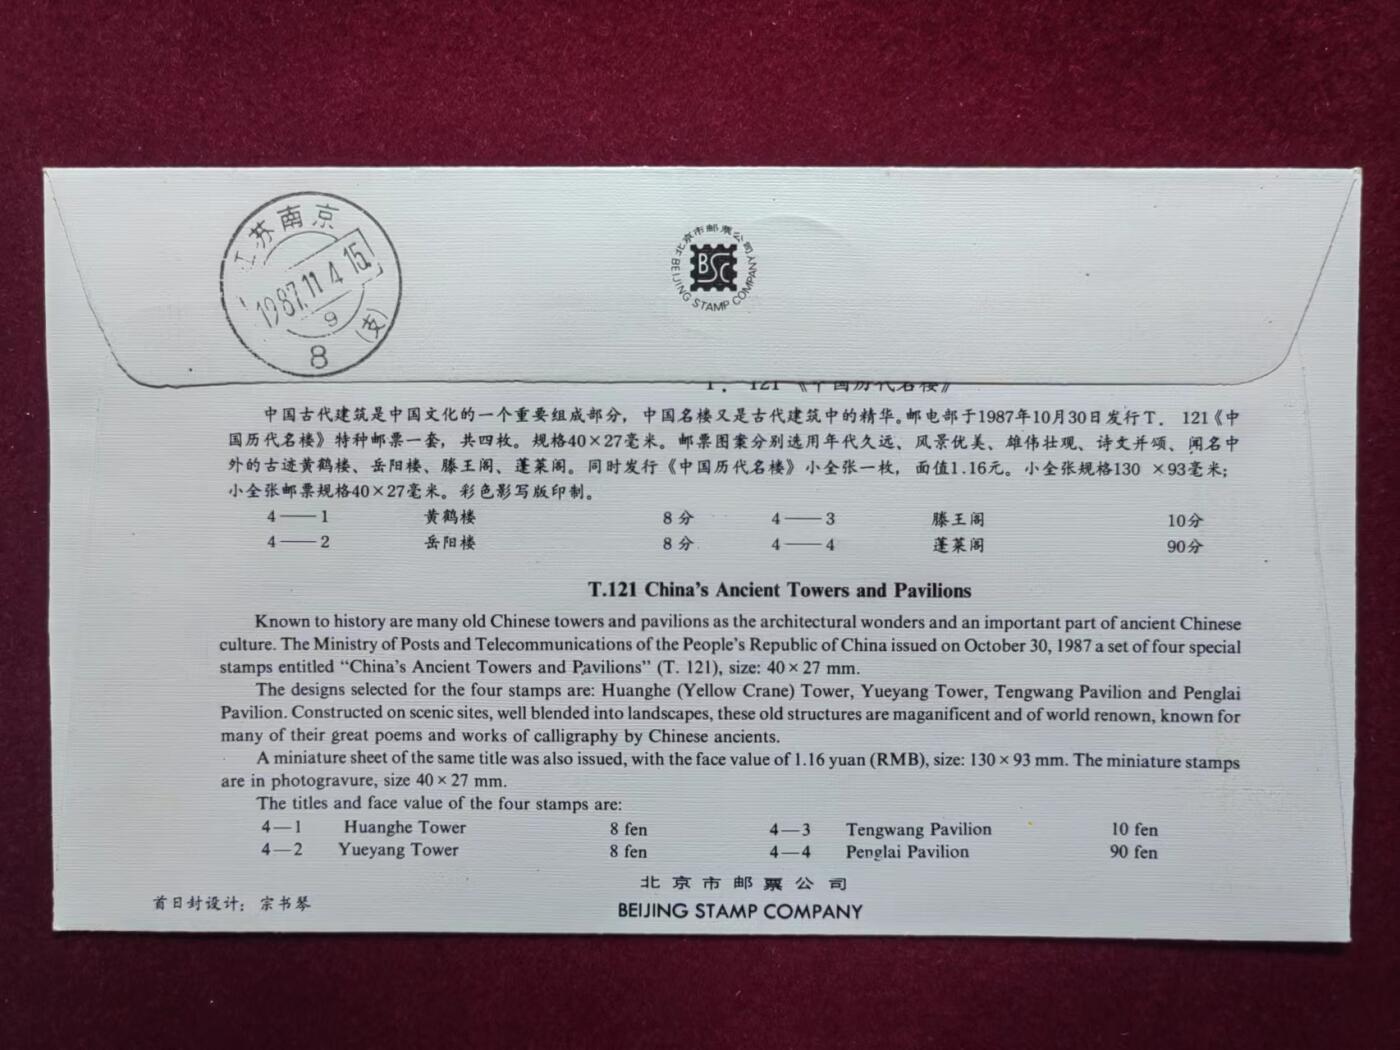 江苏南京
1987.11.4 15
9
(支)
8
北京市邮票公司
BSC
BEIJING STAMP COMPANY
T. 121《中国历代名楼》
中国古代建筑是中国文化的一个重要组成部分，中国名楼又是古代建筑中的精华。邮电部于1987年10月30日发行T. 121《中
国历代名楼》特种邮票一套，共四枚。规格40×27毫米。邮票图案分别选用年代久远、风景优美、雄伟壮观、诗文并颂、闻名中
外的古迹黄鹤楼、岳阳楼、滕王阁、蓬莱阁。同时发行《中国历代名楼》小全张一枚，面值1.16元。小全张规格130 ×93毫米；
小全张邮票规格40×27毫米。彩色影写版印制。
4——1 黄鹤楼 8分 4——3 滕王阁 10分
4——2 岳阳楼 8分 4——4 蓬莱阁 90分
T.121 China's Ancient Towers and Pavilions
Known to history are many old Chinese towers and pavilions as the architectural wonders and an important part of ancient Chinese
culture. The Ministry of Posts and Telecommunications of the People's Republic of China issued on October 30, 1987 a set of four special
stamps entitled "China's Ancient Towers and Pavilions" (T. 121), size: 40×27 mm.
The designs selected for the four stamps are: Huanghe (Yellow Crane) Tower, Yueyang Tower, Tengwang Pavilion and Penglai
Pavilion. Constructed on scenic sites, well blended into landscapes, these old structures are maganificent and of world renown, known for
many of their great poems and works of calligraphy by Chinese ancients.
A miniature sheet of the same title was also issued, with the face value of 1.16 yuan (RMB), size: 130×93 mm. The miniature stamps
are in photogravure, size 40×27 mm.
The titles and face value of the four stamps are:
4—1 Huanghe Tower 8 fen 4—3 Tengwang Pavilion 10 fen
4—2 Yueyang Tower 8 fen 4—4 Penglai Pavilion 90 fen
北京市邮票公司
首日封设计：宗书琴
BEIJING STAMP COMPANY